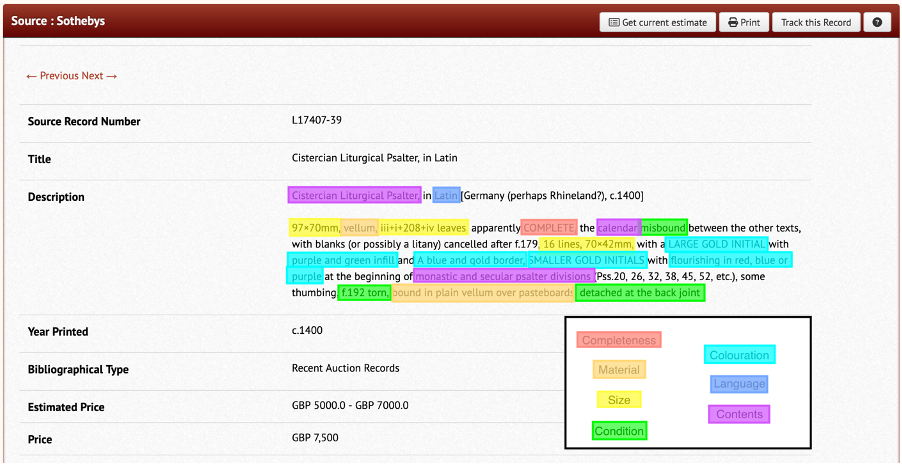 Source : Sothebys
Get current estimate
Print
Track this Record
?
← Previous Next →
Source Record Number L17407-39
Title Cistercian Liturgical Psalter, in Latin
Description Cistercian Liturgical Psalter, in Latin [Germany (perhaps Rhineland?), c.1400]
97×70mm, vellum, iii+i+208+iv leaves apparently COMPLETE the calendar misbound between the other texts,
with blanks (or possibly a litany) cancelled after f.179, 16 lines, 70×42mm, with a LARGE GOLD INITIAL with
purple and green infill and A blue and gold border, SMALLER GOLD INITIALS with flourishing in red, blue or
purple at the beginning of monastic and secular psalter divisions (Pss.20, 26, 32, 38, 45, 52, etc.), some
thumbing, f.192 torn, bound in plain vellum over pasteboards detached at the back joint
Year Printed c.1400
Bibliographical Type Recent Auction Records
Estimated Price GBP 5000.0 - GBP 7000.0
Price GBP 7,500
Completeness
Material
Size
Condition
Colouration
Language
Contents